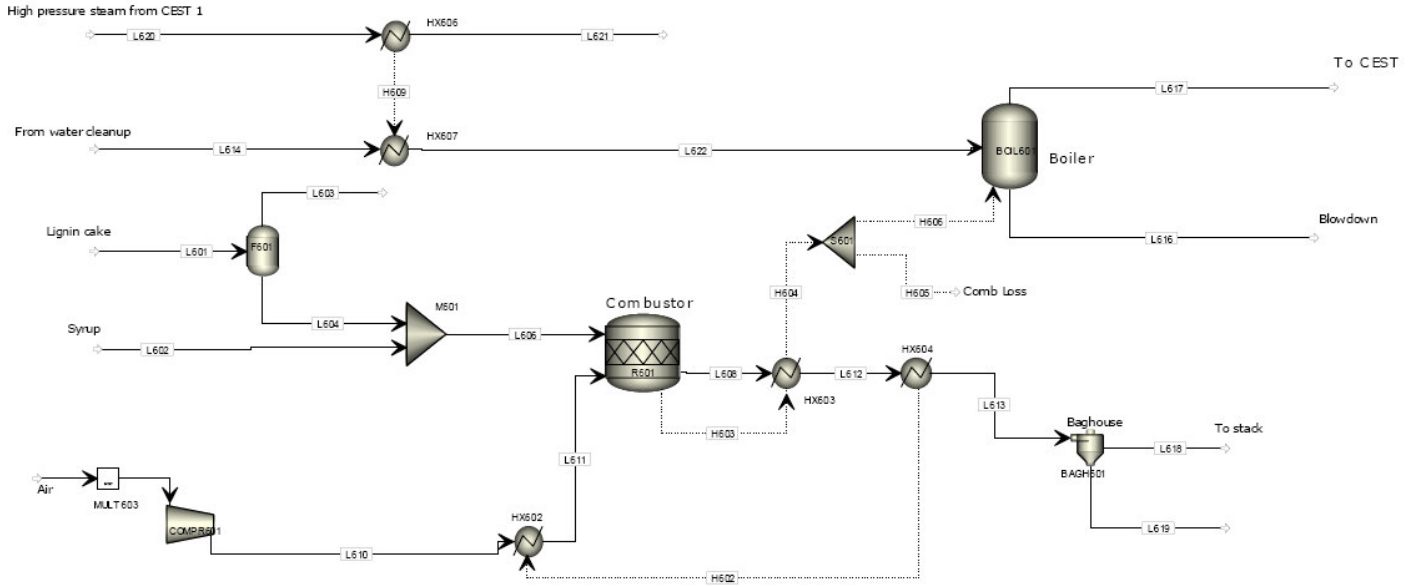 High pressure steam from CEST 1
L620
HX606
L621
H609
To CEST
L617
From water cleanup
L614
HX607
L622
BOIL601
Boiler
L603
Lignin cake
L601
F601
H606
S601
Blowdown
L616
H604
H605
Comb Loss
M601
Combustor
L604
Syrup
L602
L606
R601
L608
HX603
L612
HX604
H603
L613
Baghouse
To stack
L618
BAGH601
L611
Air
MULT603
COMPR601
HX602
L610
L619
H602